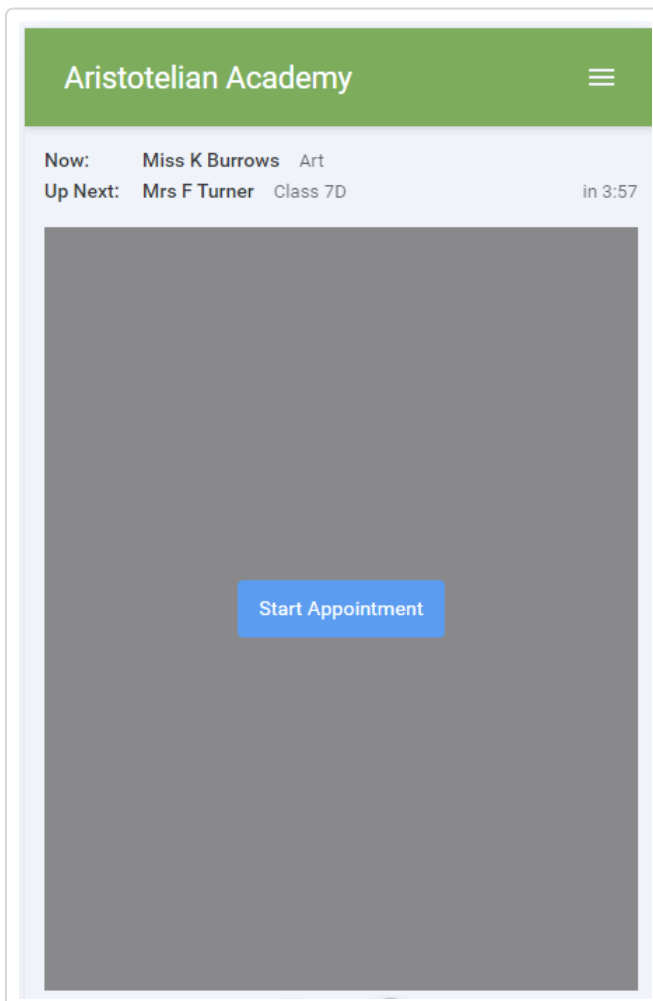 Aristotelian Academy
Now: Miss K Burrows Art
Up Next: Mrs F Turner Class 7D in 3:57
Start Appointment